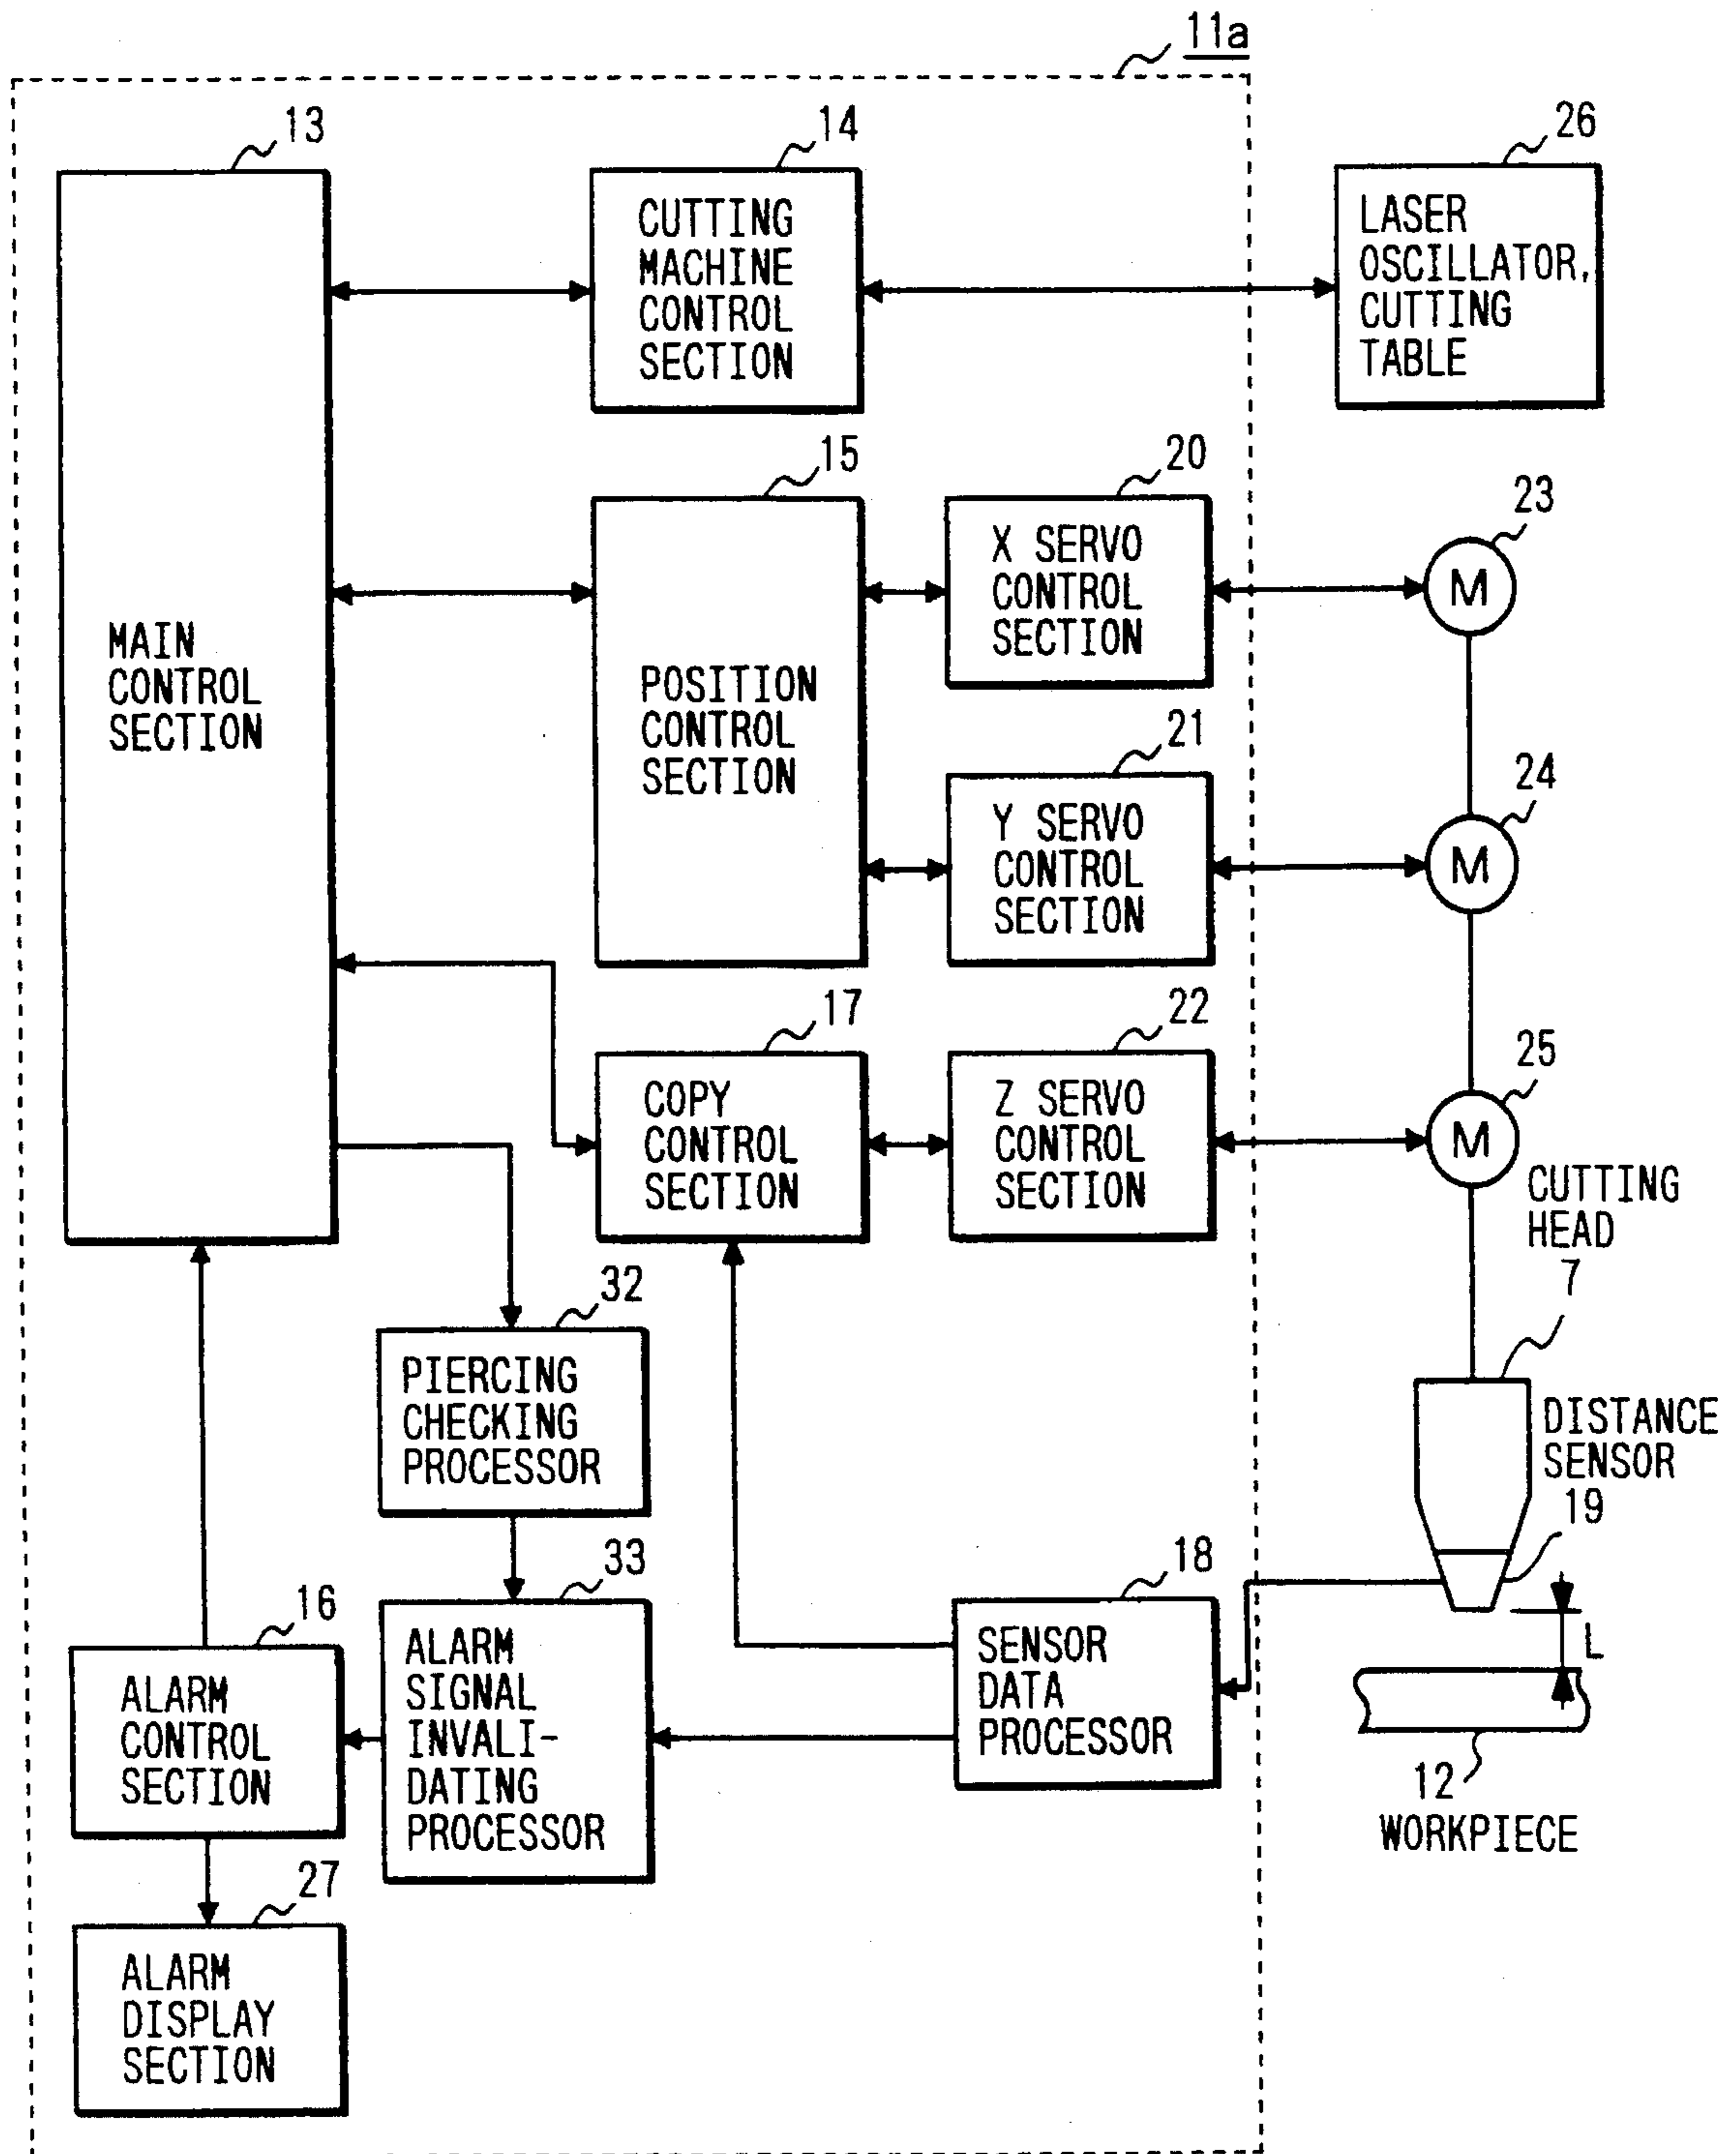 11a
13
14
26
CUTTING
MACHINE
CONTROL
SECTION
LASER
OSCILLATOR,
CUTTING
TABLE
15
20
23
MAIN
CONTROL
SECTION
POSITION
CONTROL
SECTION
X SERVO
CONTROL
SECTION
M
21
24
Y SERVO
CONTROL
SECTION
M
17
22
25
COPY
CONTROL
SECTION
Z SERVO
CONTROL
SECTION
M
CUTTING
HEAD
7
32
PIERCING
CHECKING
PROCESSOR
DISTANCE
SENSOR
19
16
33
18
ALARM
CONTROL
SECTION
ALARM
SIGNAL
INVALI-
DATING
PROCESSOR
SENSOR
DATA
PROCESSOR
L
12
WORKPIECE
27
ALARM
DISPLAY
SECTION